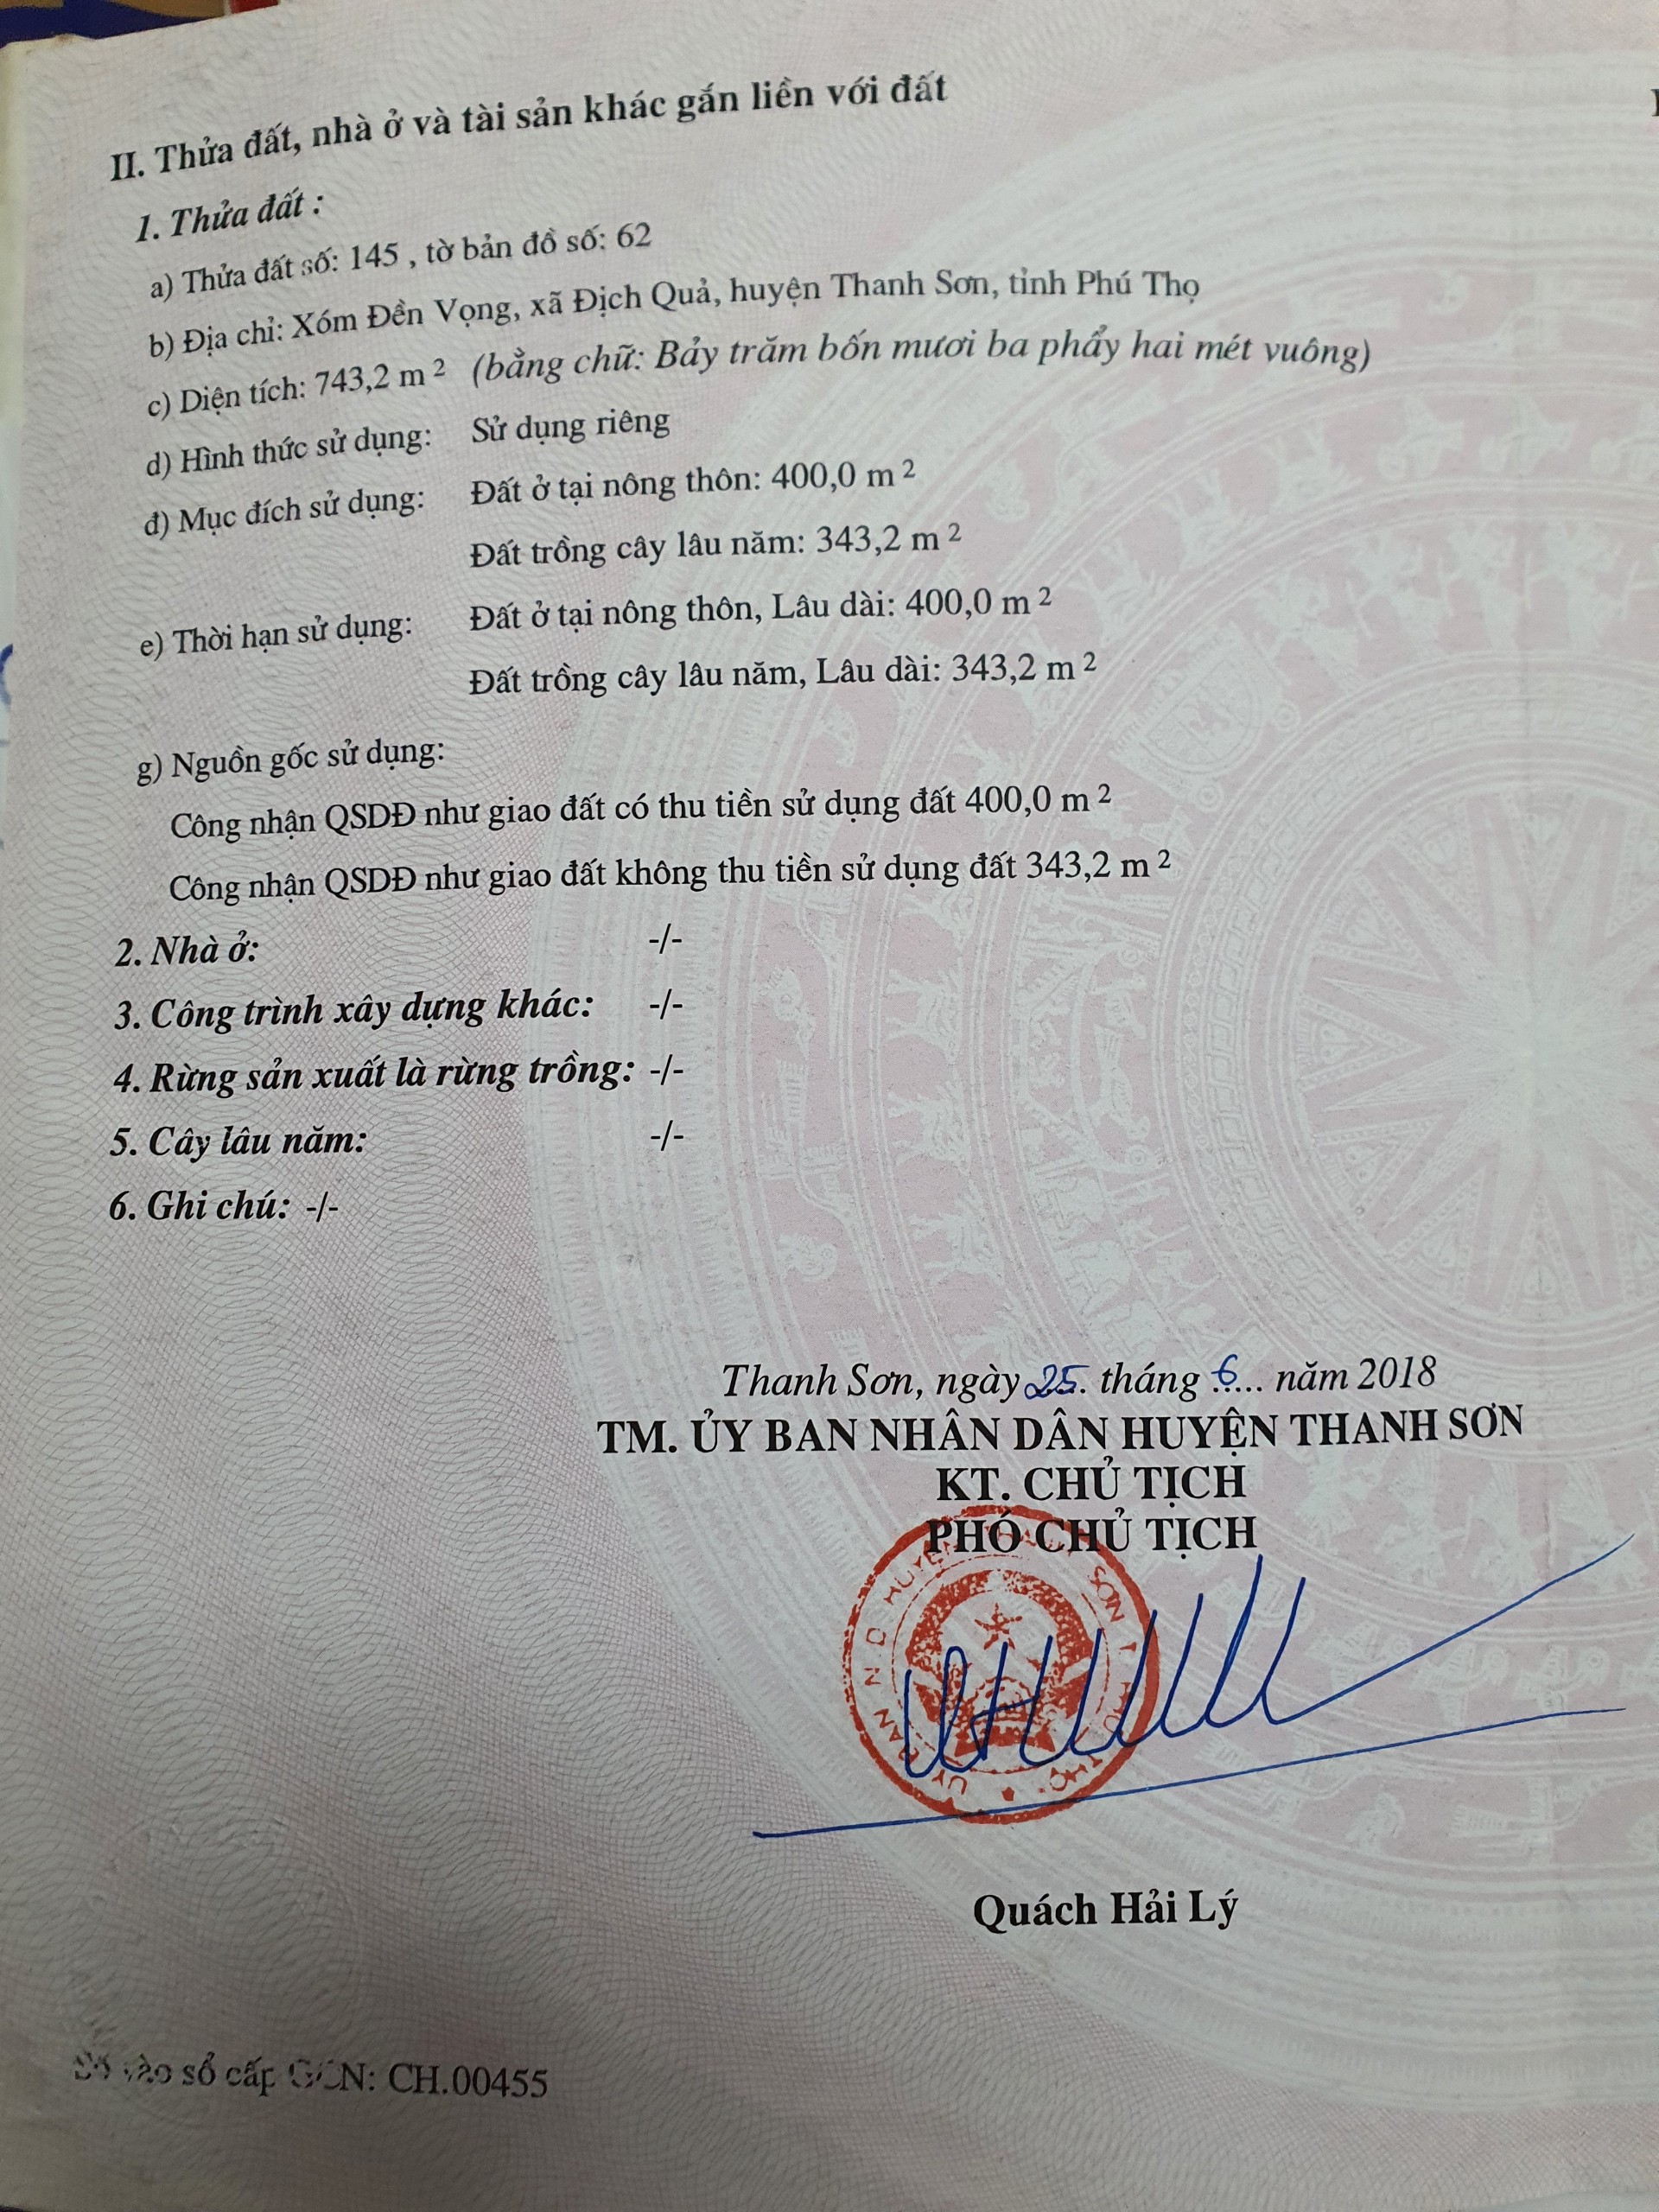 II. Thửa đất, nhà ở và tài sản khác gắn liền với đất
1. Thửa đất :
a) Thửa đất số: 145 , tờ bản đồ số: 62
b) Địa chỉ: Xóm Đền Vọng, xã Địch Quả, huyện Thanh Sơn, tỉnh Phú Thọ
c) Diện tích: 743,2 m 2 (bằng chữ: Bảy trăm bốn mươi ba phẩy hai mét vuông)
d) Hình thức sử dụng: Sử dụng riêng
đ) Mục đích sử dụng: Đất ở tại nông thôn: 400,0 m 2
Đất trồng cây lâu năm: 343,2 m 2
e) Thời hạn sử dụng: Đất ở tại nông thôn, Lâu dài: 400,0 m 2
Đất trồng cây lâu năm, Lâu dài: 343,2 m 2
g) Nguồn gốc sử dụng:
Công nhận QSDĐ như giao đất có thu tiền sử dụng đất 400,0 m 2
Công nhận QSDĐ như giao đất không thu tiền sử dụng đất 343,2 m 2
2. Nhà ở: -/-
3. Công trình xây dựng khác: -/-
4. Rừng sản xuất là rừng trồng: -/-
5. Cây lâu năm: -/-
6. Ghi chú: -/-
Thanh Sơn, ngày 25 tháng 6 năm 2018
TM. ỦY BAN NHÂN DÂN HUYỆN THANH SƠN
KT. CHỦ TỊCH
PHÓ CHỦ TỊCH
Quách Hải Lý
Số vào sổ cấp GCN: CH.00455